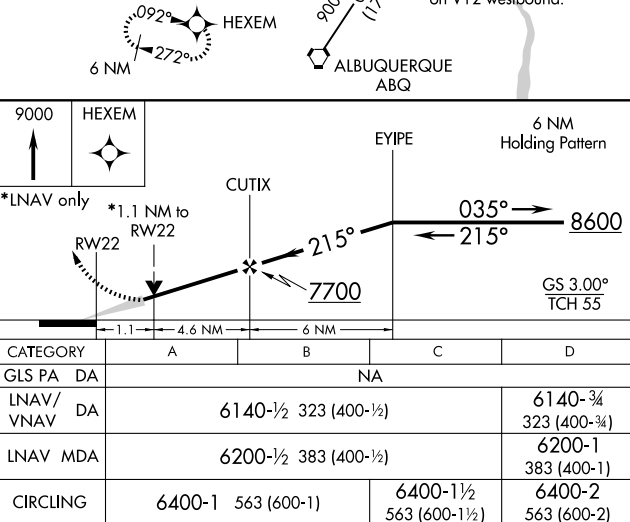 on V12 westbound.
092°
HEXEM
272°
6 NM
900
(17
ALBUQUERQUE
ABQ
9000
HEXEM
*LNAV only
*1.1 NM to
RW22
RW22
CUTIX
EYIPE
6 NM
Holding Pattern
035°
215°
8600
215°
7700
GS 3.00°
TCH 55
1.1
4.6 NM
6 NM
CATEGORY A B C D
GLS PA DA NA
LNAV/
VNAV DA 6140-½ 323 (400-½) 6140-¾
323 (400-¾)
LNAV MDA 6200-½ 383 (400-½) 6200-1
383 (400-1)
CIRCLING 6400-1 563 (600-1) 6400-1½
563 (600-1½) 6400-2
563 (600-2)